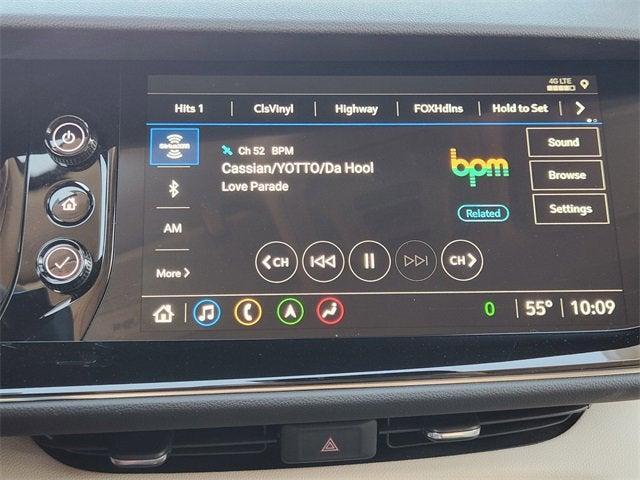 4G LTE
Hits 1 ClsVinyl Highway FOXHdlns Hold to Set
SiriusXM
Ch 52 BPM
Cassian/YOTTO/Da Hool
Love Parade
bpm
Related
Sound
Browse
Settings
AM
More
CH
CH
0 55° 10:09